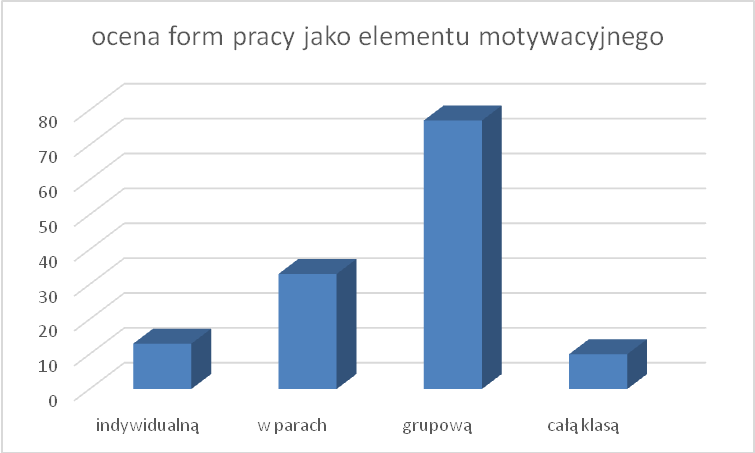 ocena form pracy jako elementu motywacyjnego
80
70
60
50
40
30
20
10
0
indywidualną
w parach
grupową
całą klasą